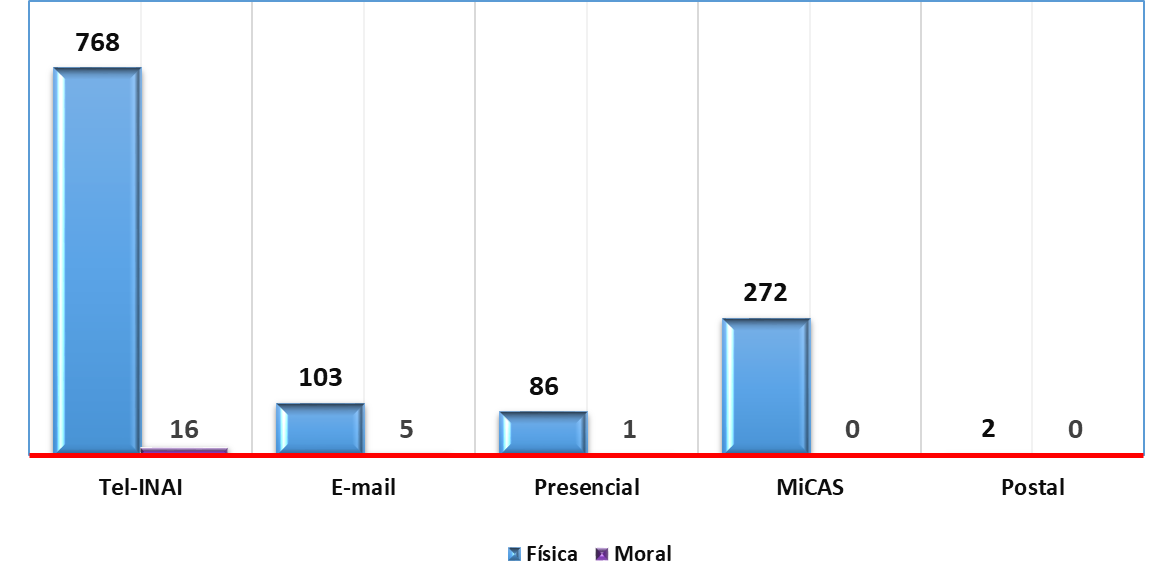 768
272
103
86
16
5
1
0
2
0
Tel-INAI
E-mail
Presencial
MiCAS
Postal
Física
Moral